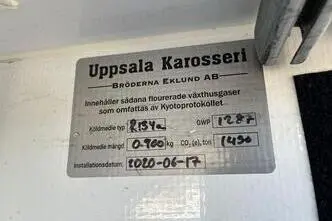 Uppsala Karosseri
BRÖDERNA EKLUND AB
Innehåller sådana flourerade växthusgaser
som omfattas av Kyotoprotokollet
Köldmedie typ R134a GWP 1287
Köldmedie mängd 0.900 kg CO₂(e), ton 1430
Installationsdatum: 2020-06-17